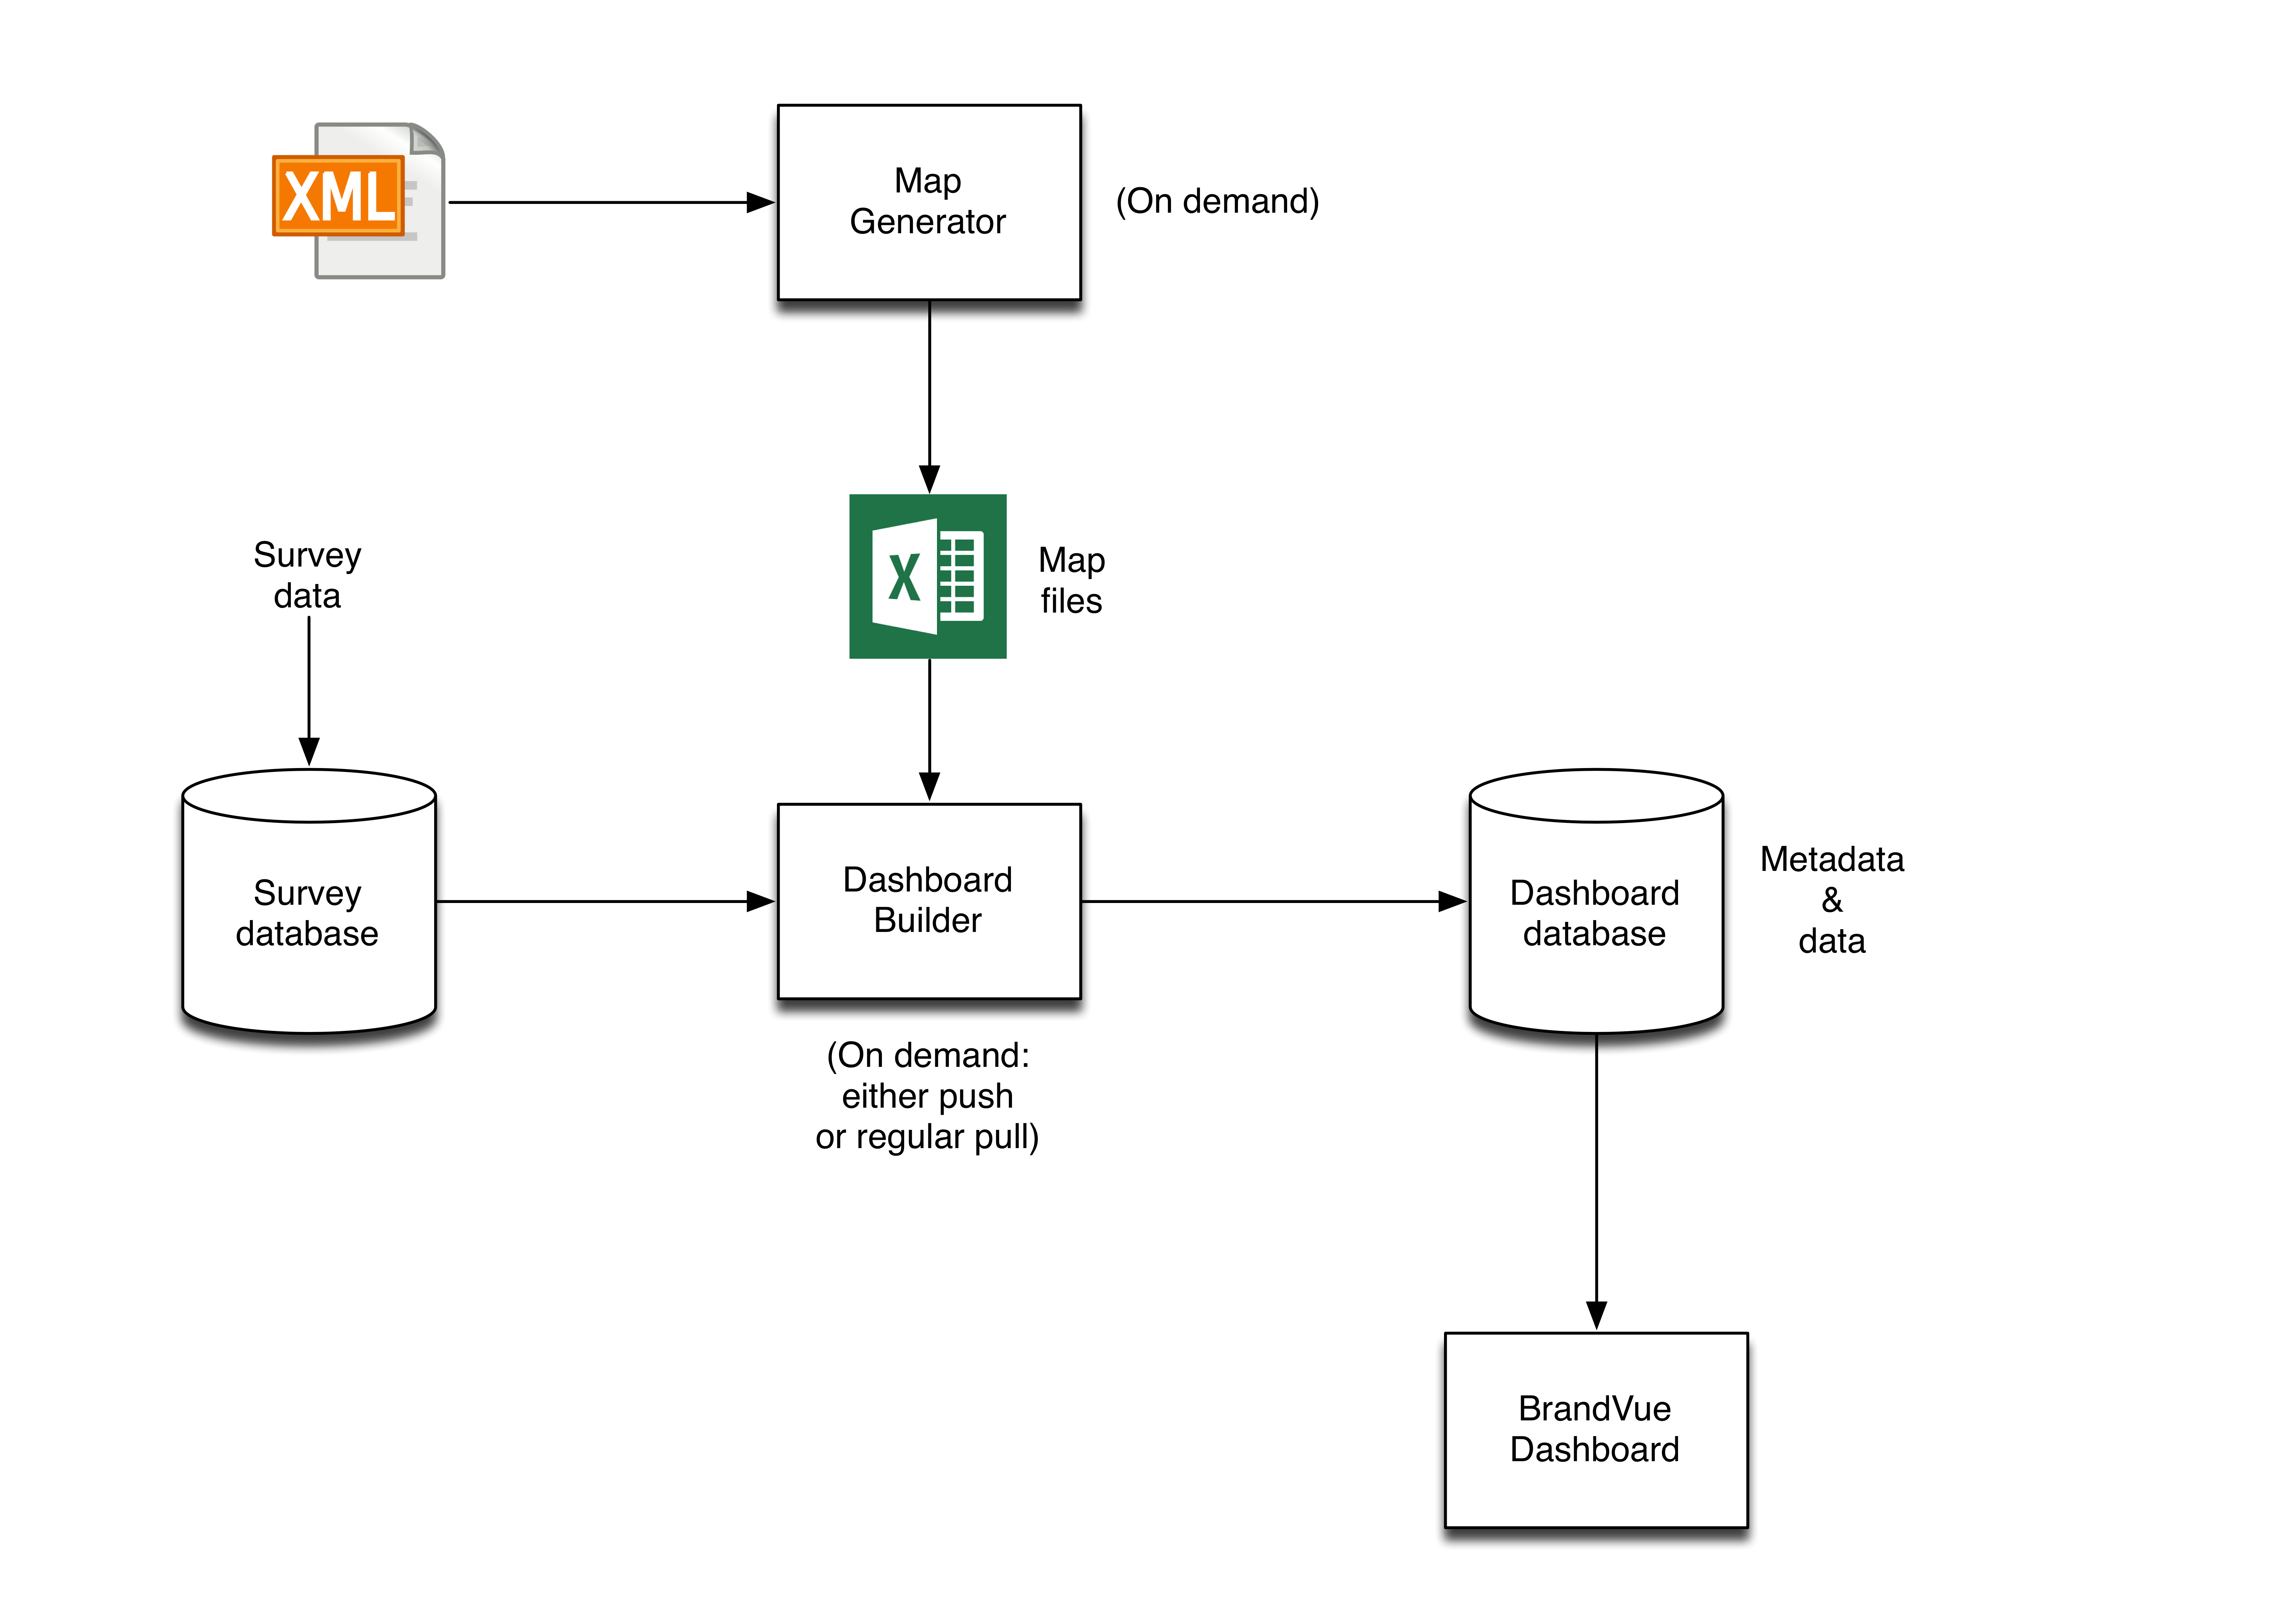 XML
Map
Generator
(On demand)
X
Map
files
Survey
data
Survey
database
Dashboard
Builder
(On demand:
either push
or regular pull)
Dashboard
database
Metadata
&
data
BrandVue
Dashboard